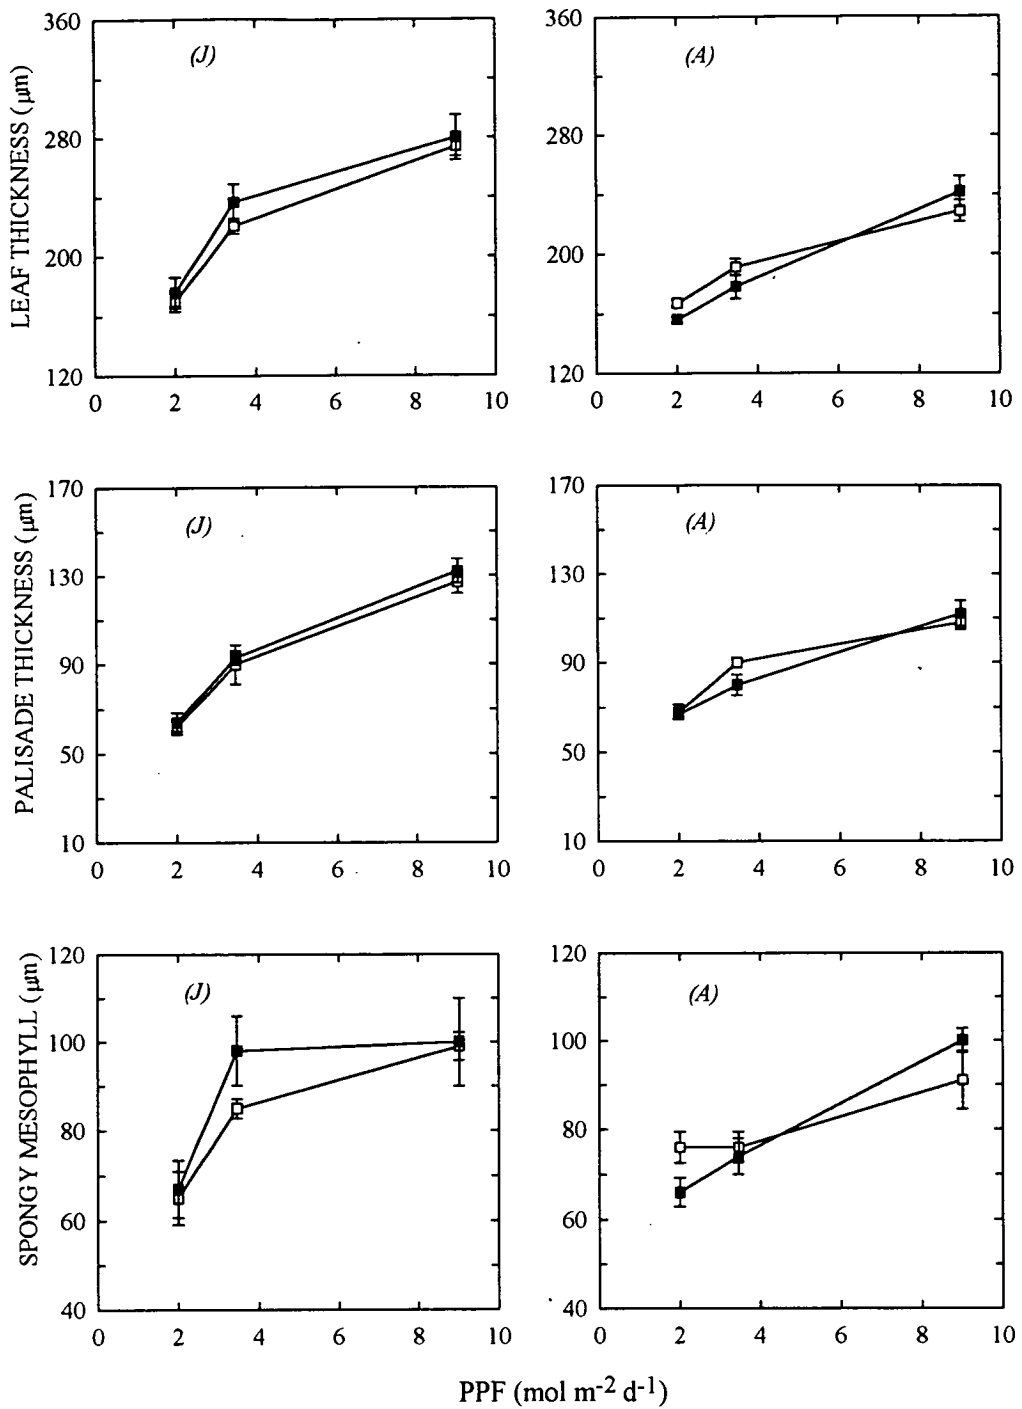 LEAF THICKNESS (µm)
360
280
200
120
0 2 4 6 8 10
(J)
360
280
200
120
0 2 4 6 8 10
(A)
PALISADE THICKNESS (µm)
170
130
90
50
10
0 2 4 6 8 10
(J)
170
130
90
50
10
0 2 4 6 8 10
(A)
SPONGY MESOPHYLL (µm)
120
100
80
60
40
0 2 4 6 8 10
(J)
120
100
80
60
40
0 2 4 6 8 10
(A)
PPF (mol m-2 d-1)